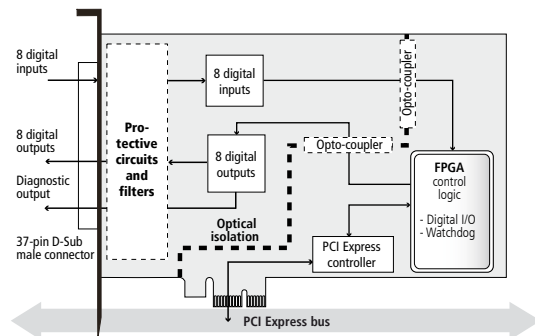 8 digital
inputs
8 digital
outputs
Diagnostic
output
37-pin D-Sub
male connector
Pro-
tective
circuits
and
filters
8 digital
inputs
8 digital
outputs
Optical
isolation
Opto-coupler
Opto-coupler
FPGA
control
logic
- Digital I/O
- Watchdog
PCI Express
controller
PCI Express bus